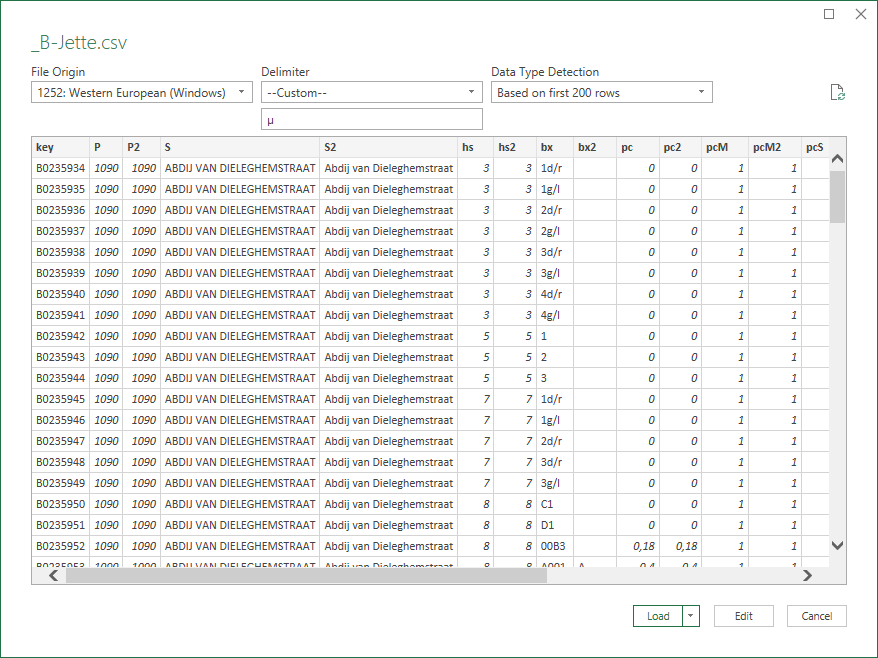 _B-Jette.csv
File Origin Delimiter Data Type Detection
1252: Western European (Windows) --Custom-- Based on first 200 rows
µ
key P P2 S S2 hs hs2 bx bx2 pc pc2 pcM pcM2 pcS
B0235934 1090 1090 ABDIJ VAN DIELEGHEMSTRAAT Abdij van Dieleghemstraat 3 3 1d/r 0 0 1 1
B0235935 1090 1090 ABDIJ VAN DIELEGHEMSTRAAT Abdij van Dieleghemstraat 3 3 1g/l 0 0 1 1
B0235936 1090 1090 ABDIJ VAN DIELEGHEMSTRAAT Abdij van Dieleghemstraat 3 3 2d/r 0 0 1 1
B0235937 1090 1090 ABDIJ VAN DIELEGHEMSTRAAT Abdij van Dieleghemstraat 3 3 2g/l 0 0 1 1
B0235938 1090 1090 ABDIJ VAN DIELEGHEMSTRAAT Abdij van Dieleghemstraat 3 3 3d/r 0 0 1 1
B0235939 1090 1090 ABDIJ VAN DIELEGHEMSTRAAT Abdij van Dieleghemstraat 3 3 3g/l 0 0 1 1
B0235940 1090 1090 ABDIJ VAN DIELEGHEMSTRAAT Abdij van Dieleghemstraat 3 3 4d/r 0 0 1 1
B0235941 1090 1090 ABDIJ VAN DIELEGHEMSTRAAT Abdij van Dieleghemstraat 3 3 4g/l 0 0 1 1
B0235942 1090 1090 ABDIJ VAN DIELEGHEMSTRAAT Abdij van Dieleghemstraat 5 5 1 0 0 1 1
B0235943 1090 1090 ABDIJ VAN DIELEGHEMSTRAAT Abdij van Dieleghemstraat 5 5 2 0 0 1 1
B0235944 1090 1090 ABDIJ VAN DIELEGHEMSTRAAT Abdij van Dieleghemstraat 5 5 3 0 0 1 1
B0235945 1090 1090 ABDIJ VAN DIELEGHEMSTRAAT Abdij van Dieleghemstraat 7 7 1d/r 0 0 1 1
B0235946 1090 1090 ABDIJ VAN DIELEGHEMSTRAAT Abdij van Dieleghemstraat 7 7 1g/l 0 0 1 1
B0235947 1090 1090 ABDIJ VAN DIELEGHEMSTRAAT Abdij van Dieleghemstraat 7 7 2d/r 0 0 1 1
B0235948 1090 1090 ABDIJ VAN DIELEGHEMSTRAAT Abdij van Dieleghemstraat 7 7 3d/r 0 0 1 1
B0235949 1090 1090 ABDIJ VAN DIELEGHEMSTRAAT Abdij van Dieleghemstraat 7 7 3g/l 0 0 1 1
B0235950 1090 1090 ABDIJ VAN DIELEGHEMSTRAAT Abdij van Dieleghemstraat 8 8 C1 0 0 1 1
B0235951 1090 1090 ABDIJ VAN DIELEGHEMSTRAAT Abdij van Dieleghemstraat 8 8 D1 0 0 1 1
B0235952 1090 1090 ABDIJ VAN DIELEGHEMSTRAAT Abdij van Dieleghemstraat 8 8 00B3 0,18 0,18 1 1
B0235953 1090 1090 ABDIJ VAN DIELEGHEMSTRAAT Abdij van Dieleghemstraat 8 8 A001 A 0,4 0,4 1 1
Load Edit Cancel